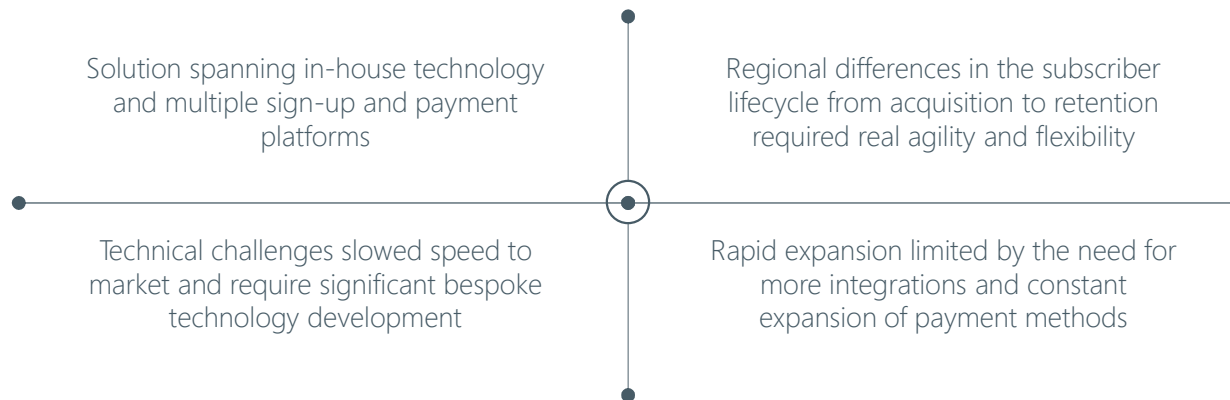 Solution spanning in-house technology
and multiple sign-up and payment
platforms
Regional differences in the subscriber
lifecycle from acquisition to retention
required real agility and flexibility
Technical challenges slowed speed to
market and require significant bespoke
technology development
Rapid expansion limited by the need for
more integrations and constant
expansion of payment methods